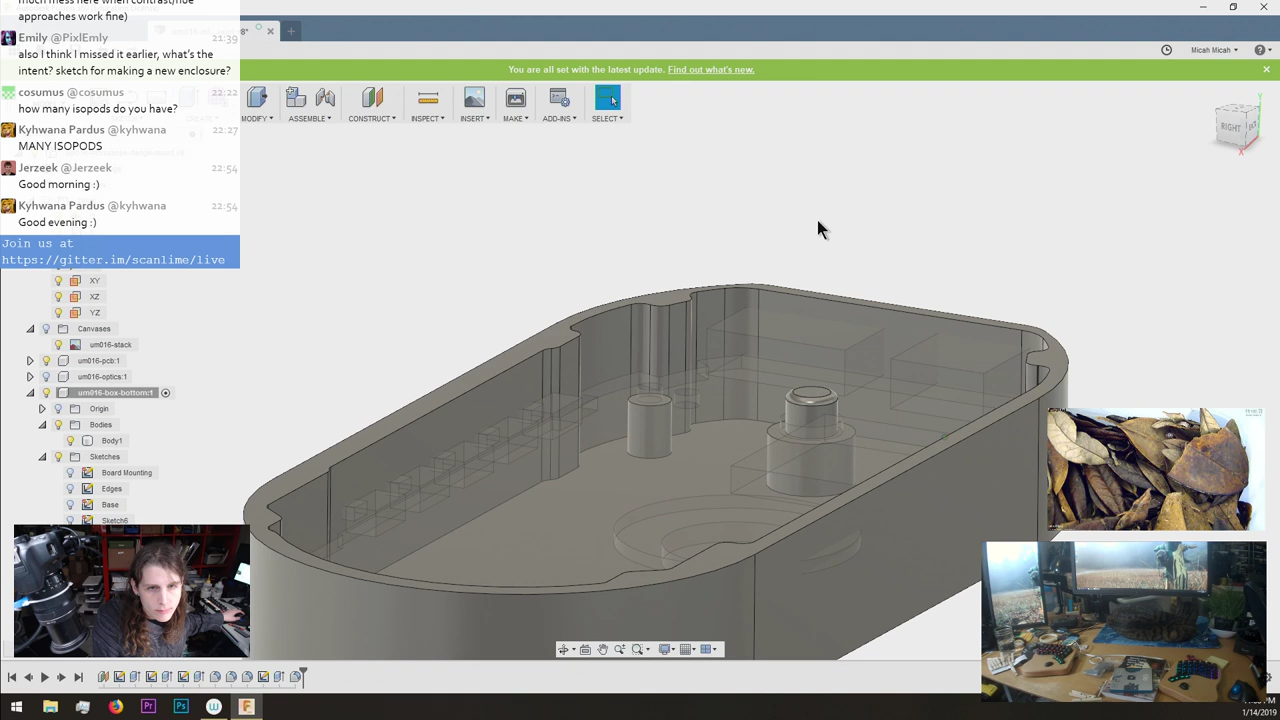 much mess here when contrast/hue
approaches work fine)
Emily @PixlEmly 21:39
also I think I missed it earlier, what's the
intent? sketch for making a new enclosure?
cosumus @cosumus 22:22
how many isopods do you have?
Kyhwana Pardus @kyhwana 22:27
MANY ISOPODS
Jerzeek @Jerzeek 22:54
Good morning :)
Kyhwana Pardus @kyhwana 22:54
Good evening :)
Join us at
https://gitter.im/scanlime/live
Micah Micah
You are all set with the latest update. Find out what's new.
MODIFY
ASSEMBLE
CONSTRUCT
INSPECT
INSERT
MAKE
ADD-INS
SELECT
RIGHT
XY
XZ
YZ
Canvases
um016-stack
um016-pcb:1
um016-optics:1
um016-box-bottom:1
Origin
Bodies
Body1
Sketches
Board Mounting
Edges
Base
Sketch6
1/14/2019